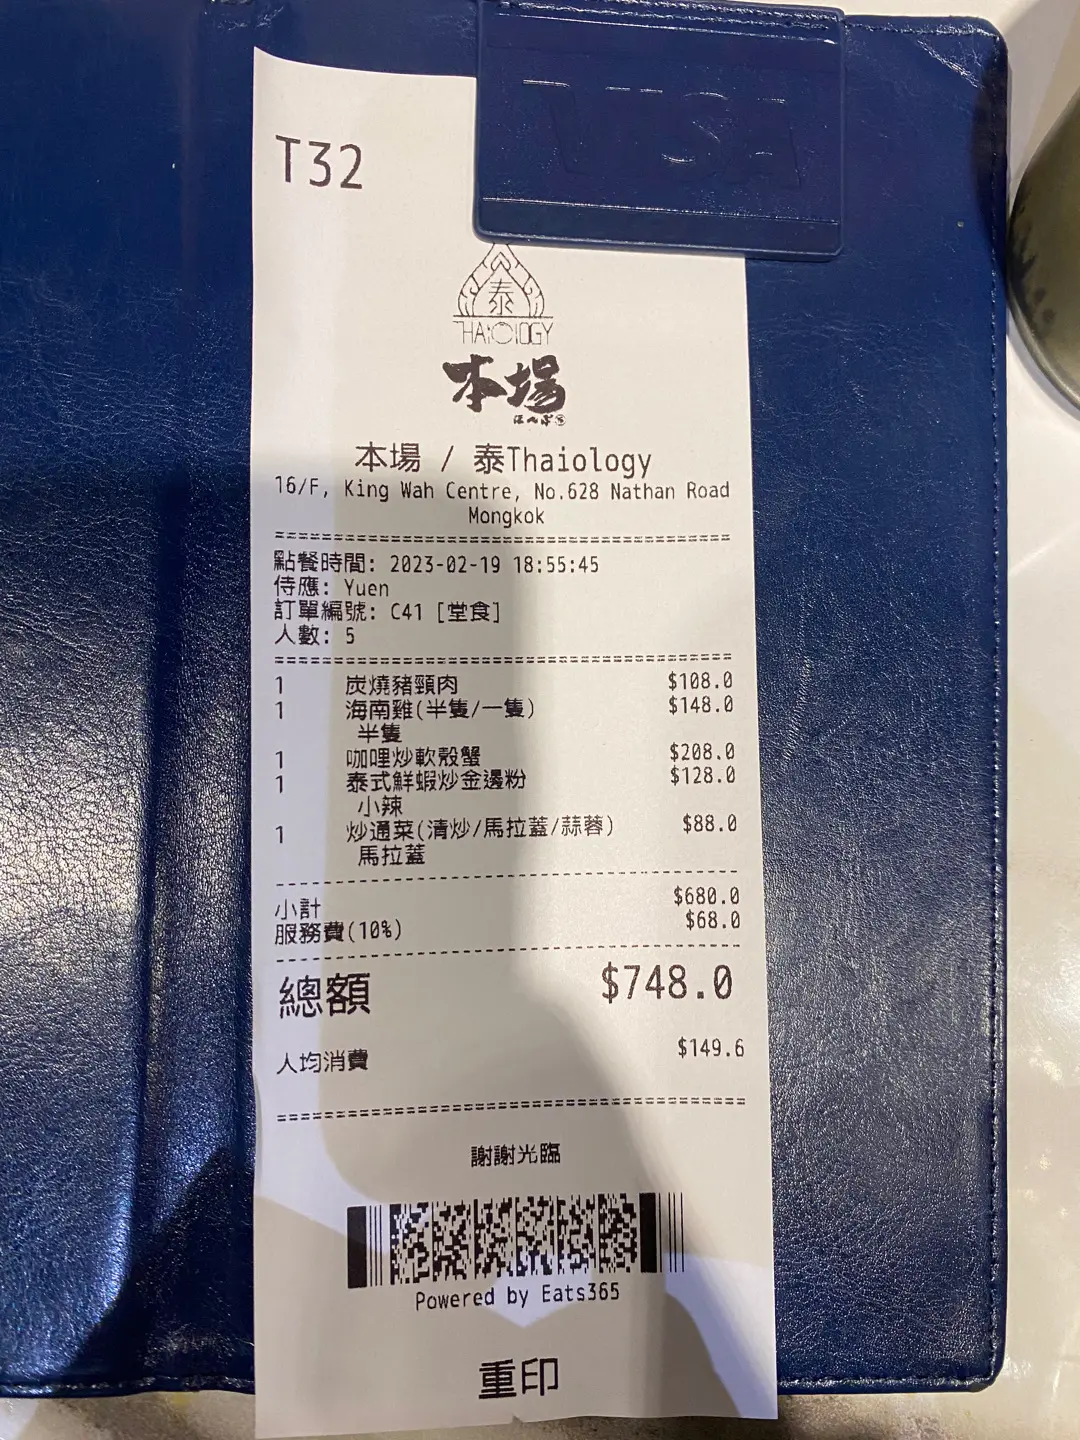 VISA
T32
泰
THAIOLOGY
本場
ほんば
本場 / 泰Thaiology
16/F, King Wah Centre, No.628 Nathan Road
Mongkok
點餐時間: 2023-02-19 18:55:45
侍應: Yuen
訂單編號: C41 [堂食]
人數: 5
1 炭燒豬頸肉 $108.0
1 海南雞(半隻/一隻) $148.0
半隻
1 咖哩炒軟殼蟹 $208.0
1 泰式鮮蝦炒金邊粉 $128.0
小辣
1 炒通菜(清炒/馬拉盞/蒜蓉) $88.0
馬拉盞
小計 $680.0
服務費(10%) $68.0
總額 $748.0
人均消費 $149.6
謝謝光臨
Powered by Eats365
重印